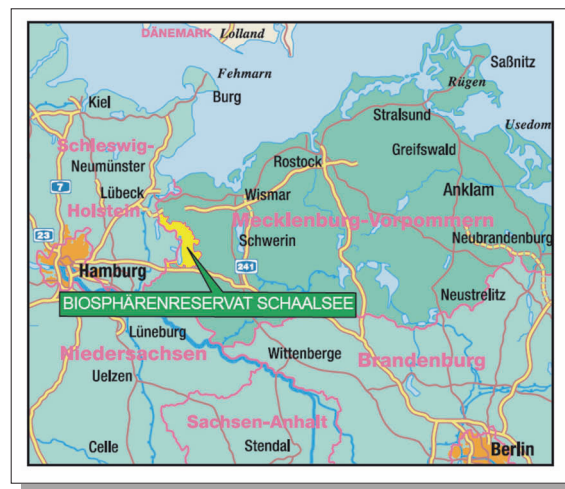 DÄNEMARK
Lolland
Fehmarn
Burg
Saßnitz
Rügen
Kiel
Stralsund
Usedom
Schleswig-
Holstein
Neumünster
Greifswald
Rostock
7
Lübeck
Wismar
Anklam
Mecklenburg-Vorpommern
23
Schwerin
Neubrandenburg
Hamburg
241
Neustrelitz
BIOSPHÄRENRESERVAT SCHAALSEE
Lüneburg
Niedersachsen
Wittenberge
Brandenburg
Uelzen
Sachsen-Anhalt
Celle
Stendal
Berlin